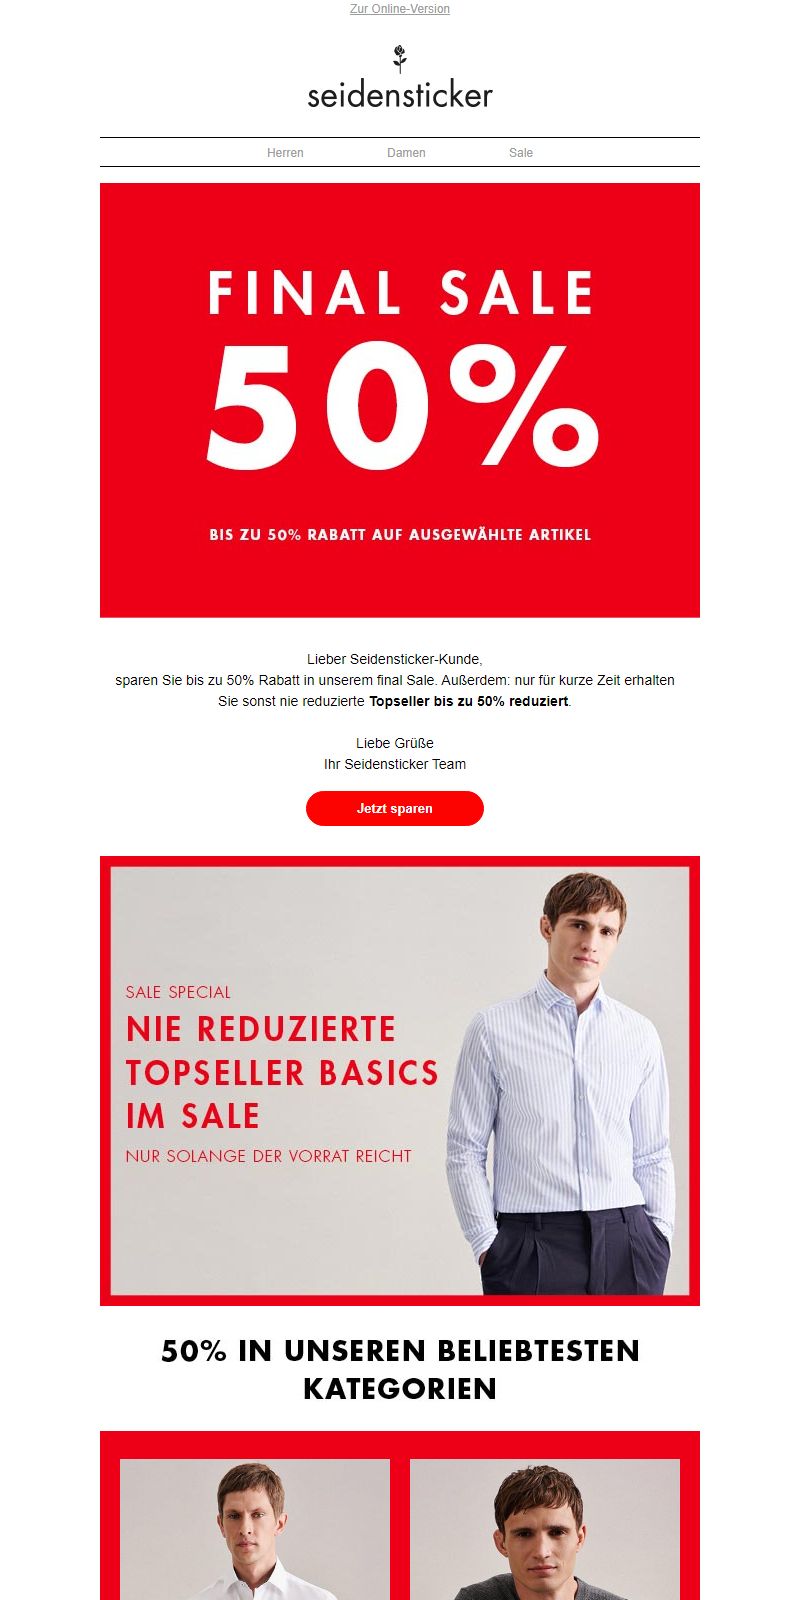 Zur Online-Version
seidensticker
Herren Damen Sale
FINAL SALE
50%
BIS ZU 50% RABATT AUF AUSGEWÄHLTE ARTIKEL
Lieber Seidensticker-Kunde,
sparen Sie bis zu 50% Rabatt in unserem final Sale. Außerdem: nur für kurze Zeit erhalten
Sie sonst nie reduzierte Topseller bis zu 50% reduziert.
Liebe Grüße
Ihr Seidensticker Team
Jetzt sparen
SALE SPECIAL
NIE REDUZIERTE
TOPSELLER BASICS
IM SALE
NUR SOLANGE DER VORRAT REICHT
50% IN UNSEREN BELIEBTESTEN
KATEGORIEN